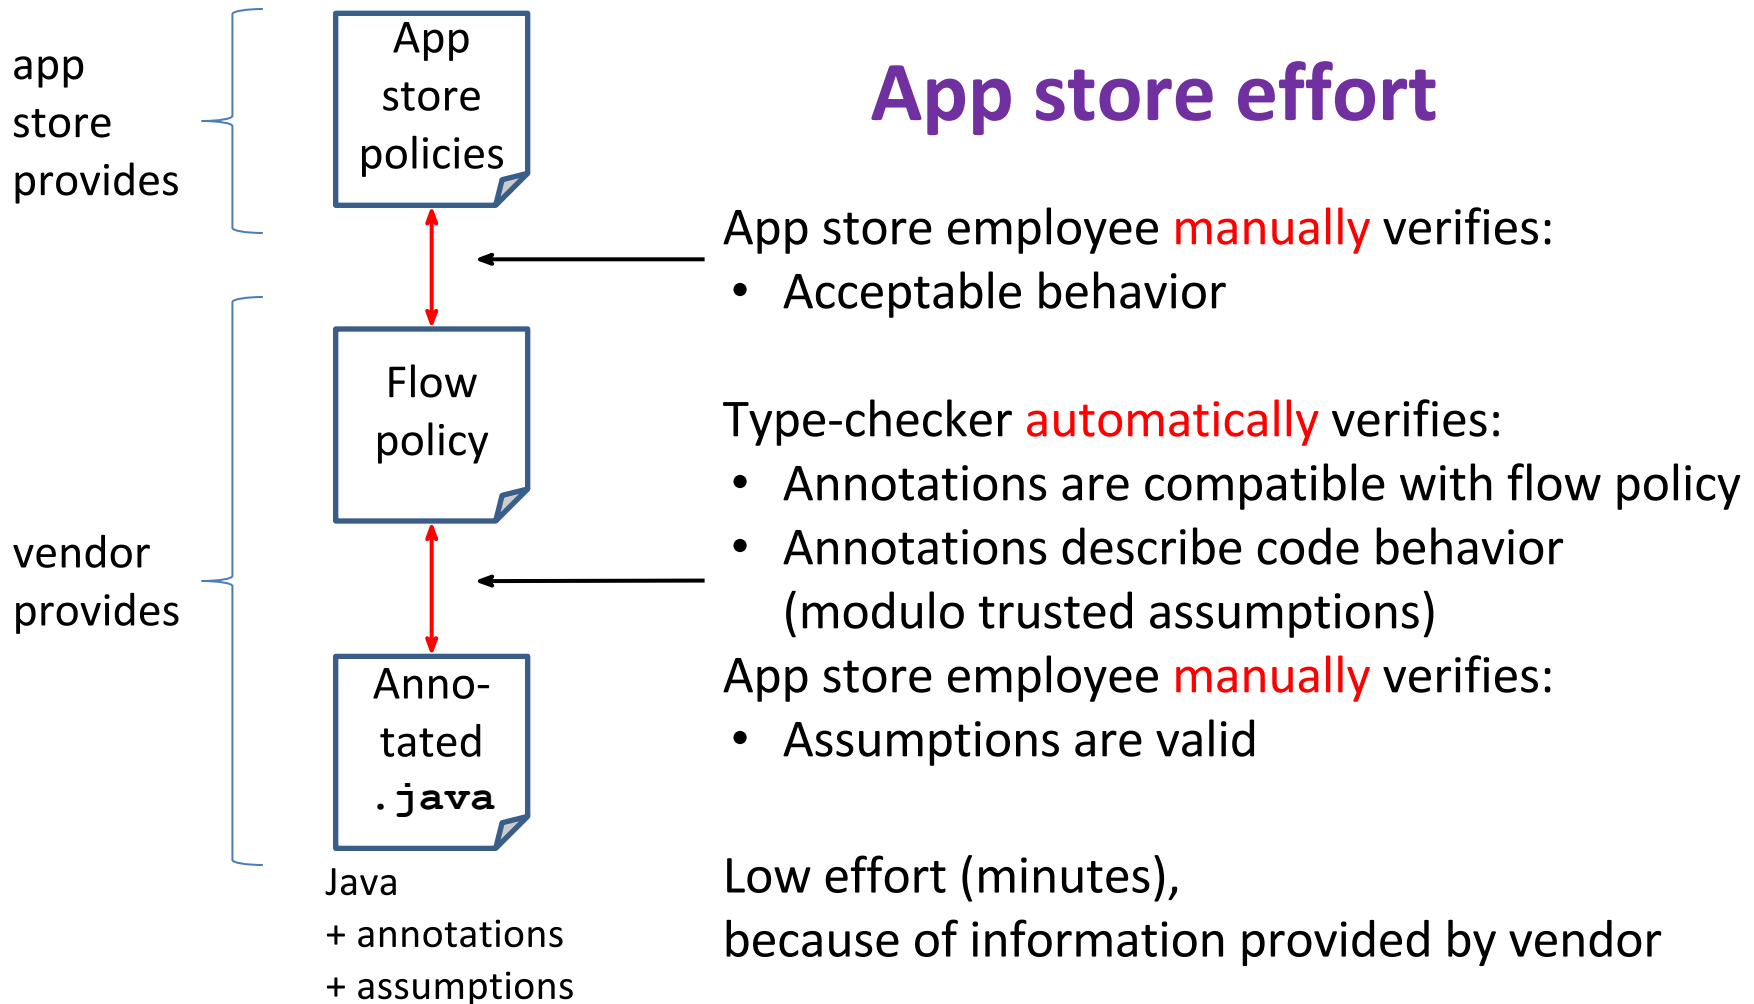 app
store
provides
App
store
policies
App store effort
App store employee manually verifies:
• Acceptable behavior
vendor
provides
Flow
policy
Type-checker automatically verifies:
• Annotations are compatible with flow policy
• Annotations describe code behavior
(modulo trusted assumptions)
App store employee manually verifies:
• Assumptions are valid
Anno-
tated
.java
Java
+ annotations
+ assumptions
Low effort (minutes),
because of information provided by vendor